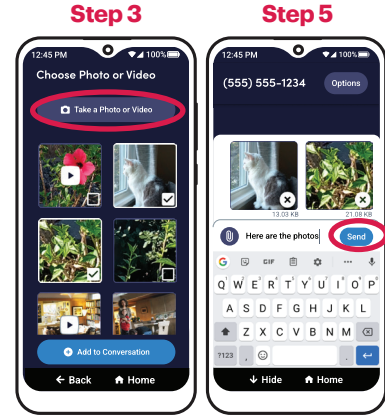 Step 3
Step 5
12:45 PM
100%
Choose Photo or Video
Take a Photo or Video
Add to Conversation
Back
Home
12:45 PM
100%
(555) 555-1234
Options
13.03 KB
21.08 KB
Here are the photos
Send
G GIF
Q W E R T Y U I O P
A S D F G H J K L
Z X C V B N M
?123 , .
Hide
Home